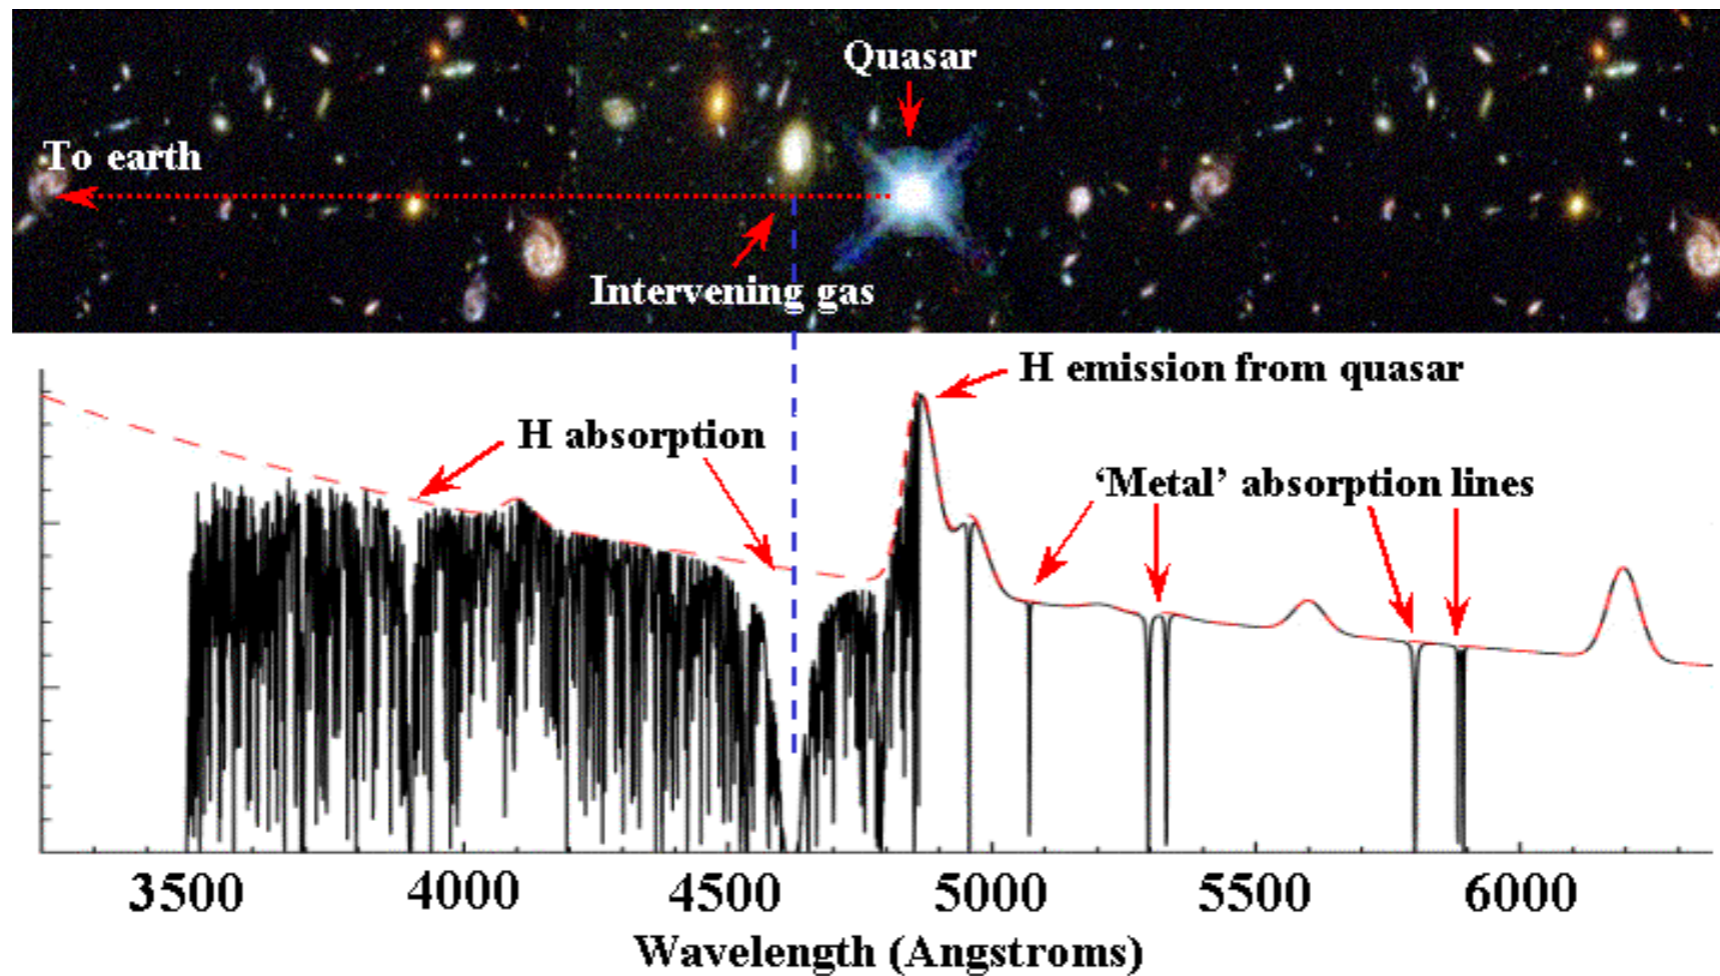 Quasar
To earth
Intervening gas
H emission from quasar
H absorption
‘Metal’ absorption lines
3500 4000 4500 5000 5500 6000
Wavelength (Angstroms)